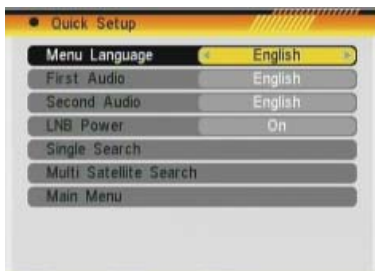 Quick Setup
Menu Language English
First Audio English
Second Audio English
LNB Power On
Single Search
Multi Satellite Search
Main Menu